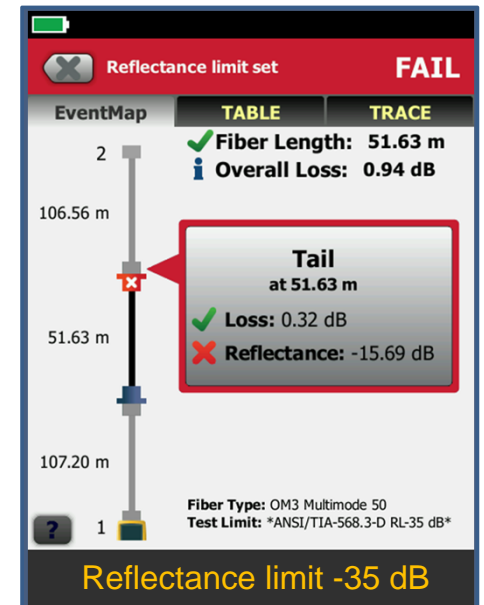 Reflectance limit set
FAIL
EventMap
TABLE
TRACE
Fiber Length: 51.63 m
Overall Loss: 0.94 dB
2
106.56 m
Tail
at 51.63 m
Loss: 0.32 dB
Reflectance: -15.69 dB
51.63 m
107.20 m
Fiber Type: OM3 Multimode 50
Test Limit: *ANSI/TIA-568.3-D RL-35 dB*
?
1
Reflectance limit -35 dB